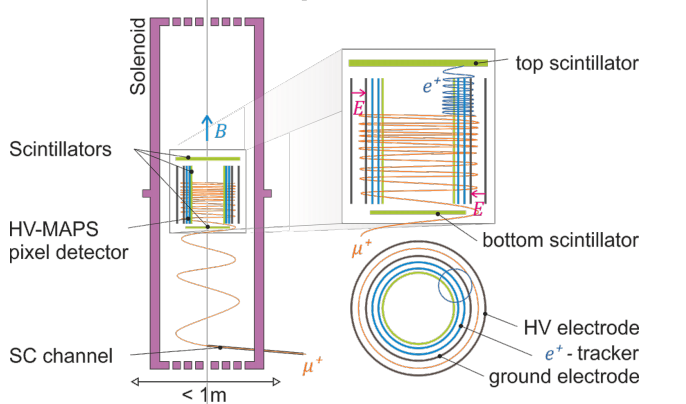 Solenoid
B
Scintillators
HV-MAPS
pixel detector
SC channel
μ⁺
< 1m
top scintillator
e⁺
E
E
bottom scintillator
μ⁺
HV electrode
e⁺ - tracker
ground electrode